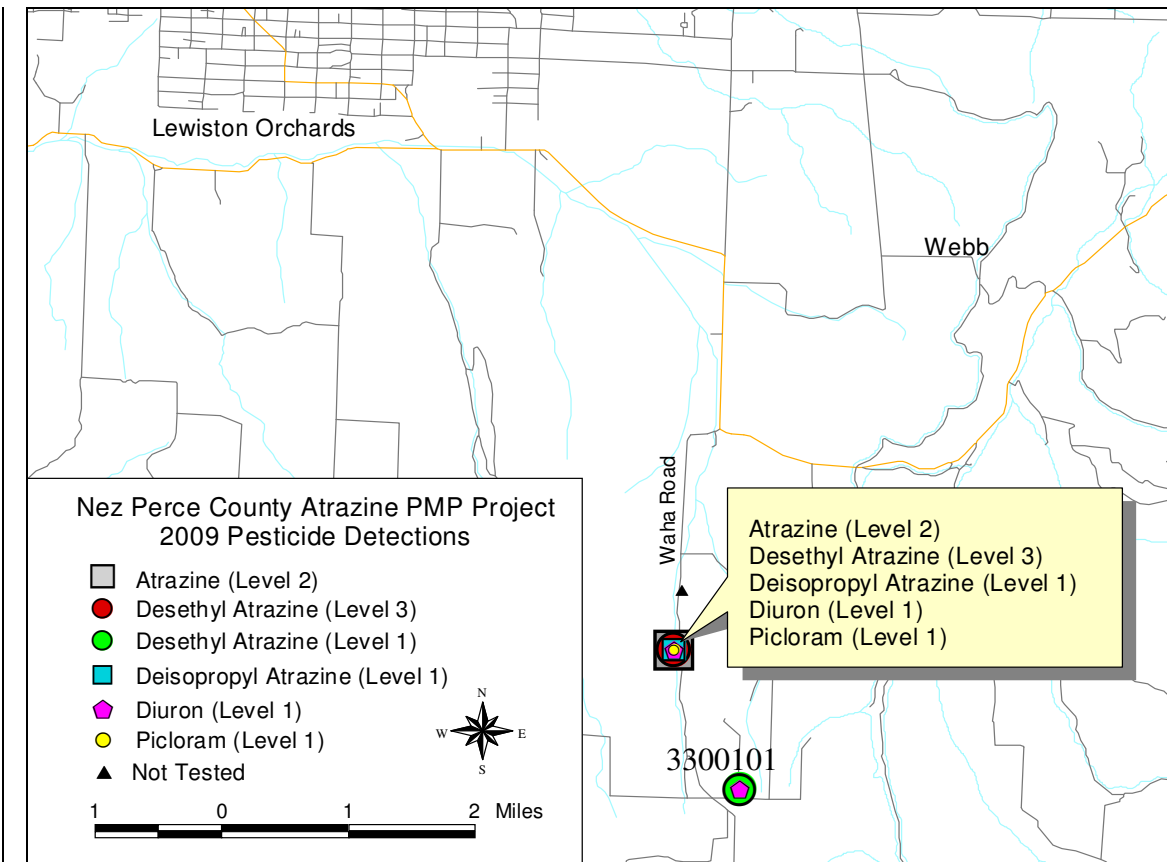 Lewiston Orchards
Webb
Waha Road
Atrazine (Level 2)
Desethyl Atrazine (Level 3)
Deisopropyl Atrazine (Level 1)
Diuron (Level 1)
Picloram (Level 1)
3300101
Nez Perce County Atrazine PMP Project
2009 Pesticide Detections
Atrazine (Level 2)
Desethyl Atrazine (Level 3)
Desethyl Atrazine (Level 1)
Deisopropyl Atrazine (Level 1)
Diuron (Level 1)
Picloram (Level 1)
Not Tested
N
W E
S
1 0 1 2 Miles